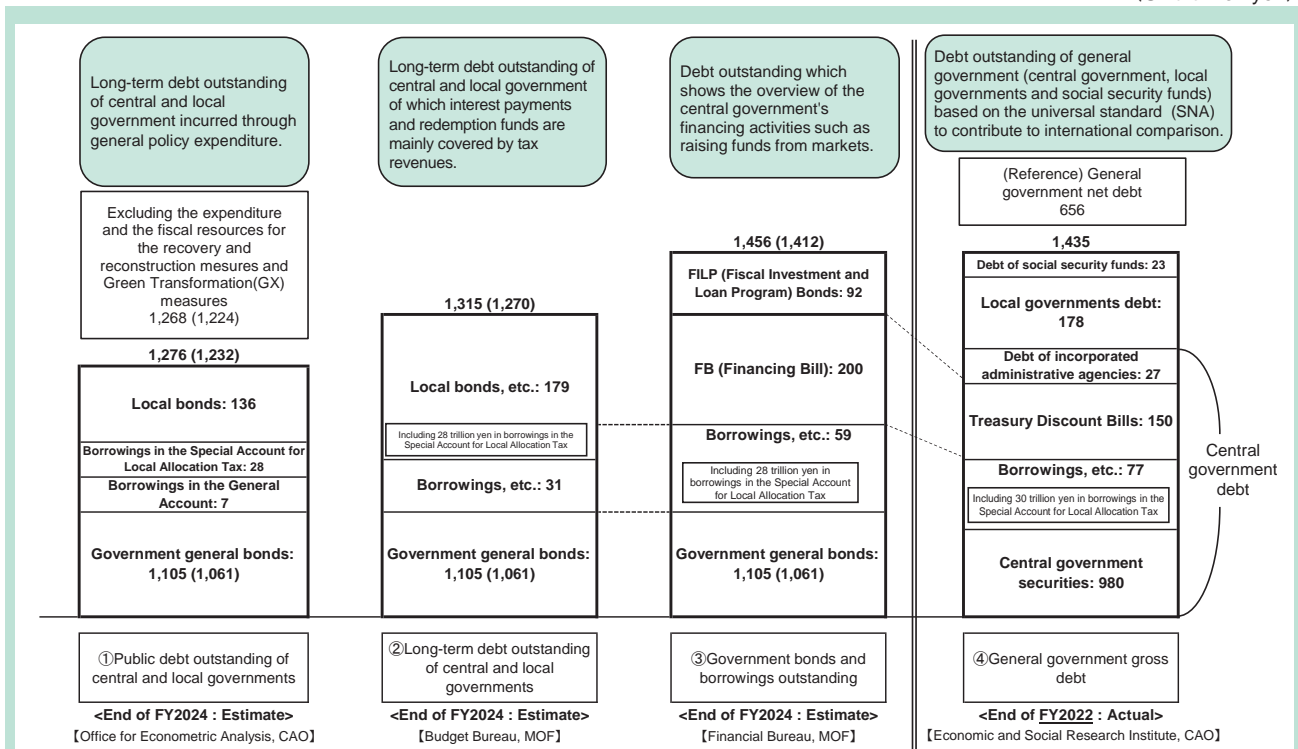 Long-term debt outstanding
of central and local
government incurred through
general policy expenditure.
Excluding the expenditure
and the fiscal resources for
the recovery and
reconstruction mesures and
Green Transformation(GX)
measures
1,268 (1,224)
1,276 (1,232)
Local bonds: 136
Borrowings in the Special Account for
Local Allocation Tax: 28
Borrowings in the General
Account: 7
Government general bonds:
1,105 (1,061)
①Public debt outstanding of
central and local governments
<End of FY2024 : Estimate>
【Office for Econometric Analysis, CAO】
Long-term debt outstanding of
central and local government
of which interest payments
and redemption funds are
mainly covered by tax
revenues.
1,315 (1,270)
Local bonds, etc.: 179
Including 28 trillion yen in borrowings in the
Special Account for Local Allocation Tax
Borrowings, etc.: 31
Government general bonds:
1,105 (1,061)
②Long-term debt outstanding
of central and local
governments
<End of FY2024 : Estimate>
【Budget Bureau, MOF】
Debt outstanding which
shows the overview of the
central government's
financing activities such as
raising funds from markets.
1,456 (1,412)
FILP (Fiscal Investment and
Loan Program) Bonds: 92
FB (Financing Bill): 200
Borrowings, etc.: 59
Including 28 trillion yen in
borrowings in the Special Account
for Local Allocation Tax
Government general bonds:
1,105 (1,061)
③Government bonds and
borrowings outstanding
<End of FY2024 : Estimate>
【Financial Bureau, MOF】
Debt outstanding of general
government (central government, local
governments and social security funds)
based on the universal standard (SNA)
to contribute to international comparison.
(Reference) General
government net debt
656
1,435
Debt of social security funds: 23
Local governments debt:
178
Debt of incorporated
administrative agencies: 27
Treasury Discount Bills: 150
Borrowings, etc.: 77
Including 30 trillion yen in borrowings in the
Special Account for Local Allocation Tax
Central government
securities: 980
Central
government
debt
④General government gross
debt
<End of FY2022 : Actual>
【Economic and Social Research Institute, CAO】